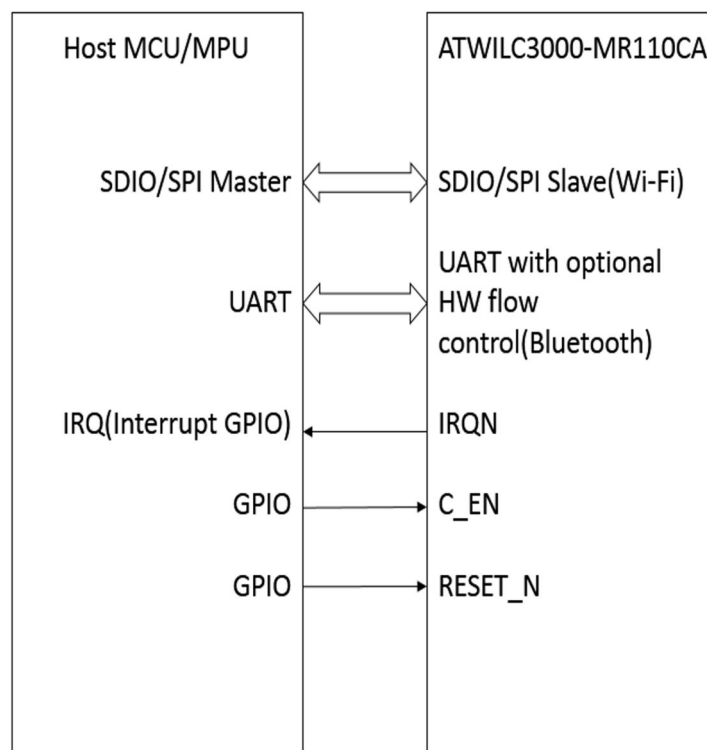 Host MCU/MPU
ATWILC3000-MR110CA
SDIO/SPI Master
SDIO/SPI Slave(Wi-Fi)
UART
UART with optional
HW flow
control(Bluetooth)
IRQ(Interrupt GPIO)
IRQN
GPIO
C_EN
GPIO
RESET_N